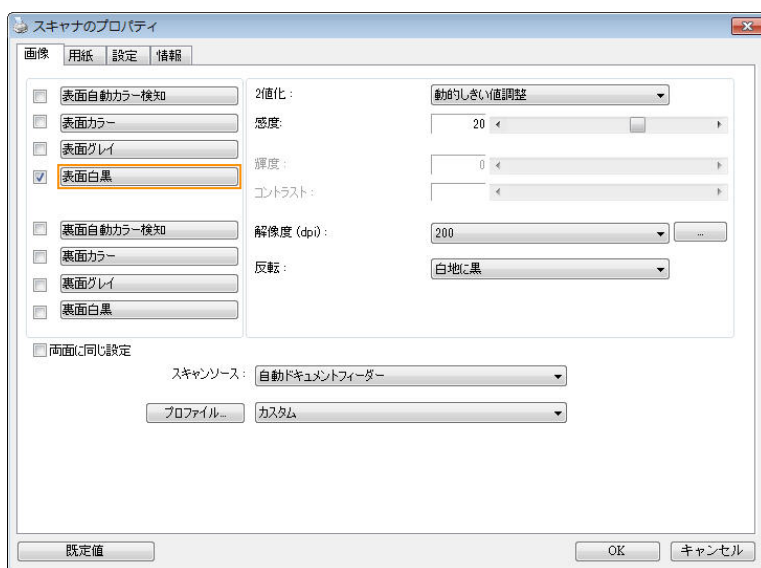 スキャナのプロパティ
画像 用紙 設定 情報
表面自動カラー検知
表面カラー
表面グレイ
表面白黒
裏面自動カラー検知
裏面カラー
裏面グレイ
裏面白黒
2値化: 動的しきい値調整
感度: 20
輝度: 0
コントラスト:
解像度 (dpi): 200 ...
反転: 白地に黒
両面に同じ設定
スキャンソース: 自動ドキュメントフィーダー
プロファイル... カスタム
既定値 OK キャンセル